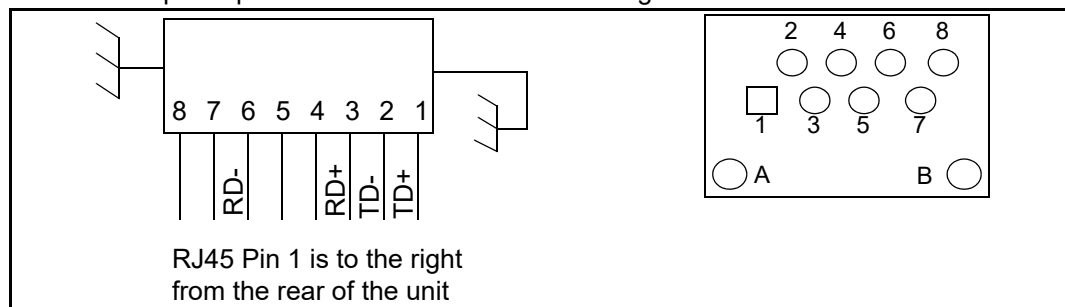 8 7 6 5 4 3 2 1
RD-
RD+
TD-
TD+
RJ45 Pin 1 is to the right
from the rear of the unit
2 4 6 8
1 3 5 7
A B